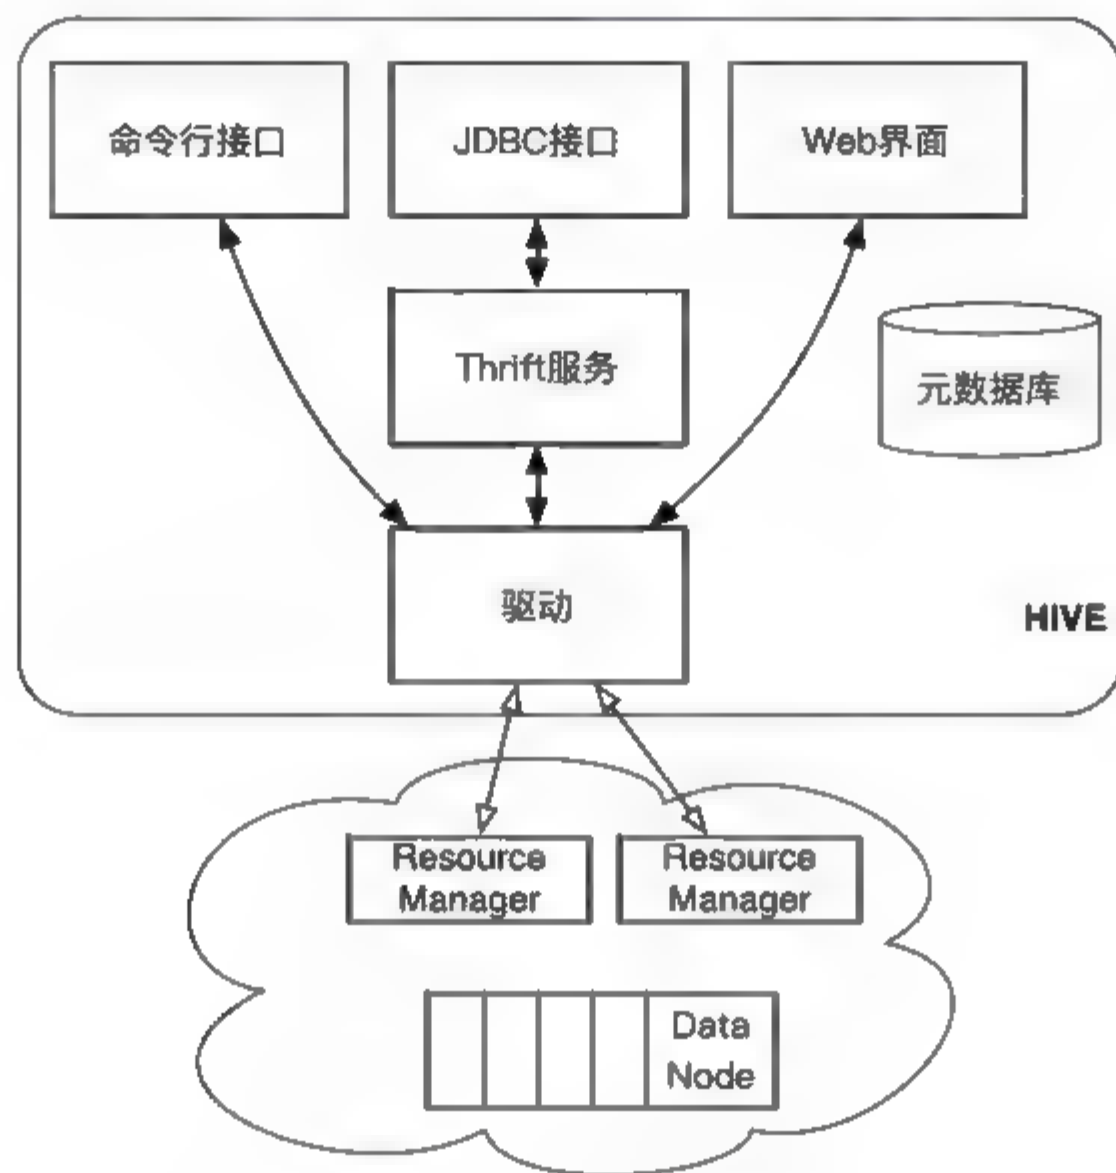 命令行接口
JDBC接口
Web界面
Thrift服务
元数据库
驱动
HIVE
Resource
Manager
Resource
Manager
Data
Node